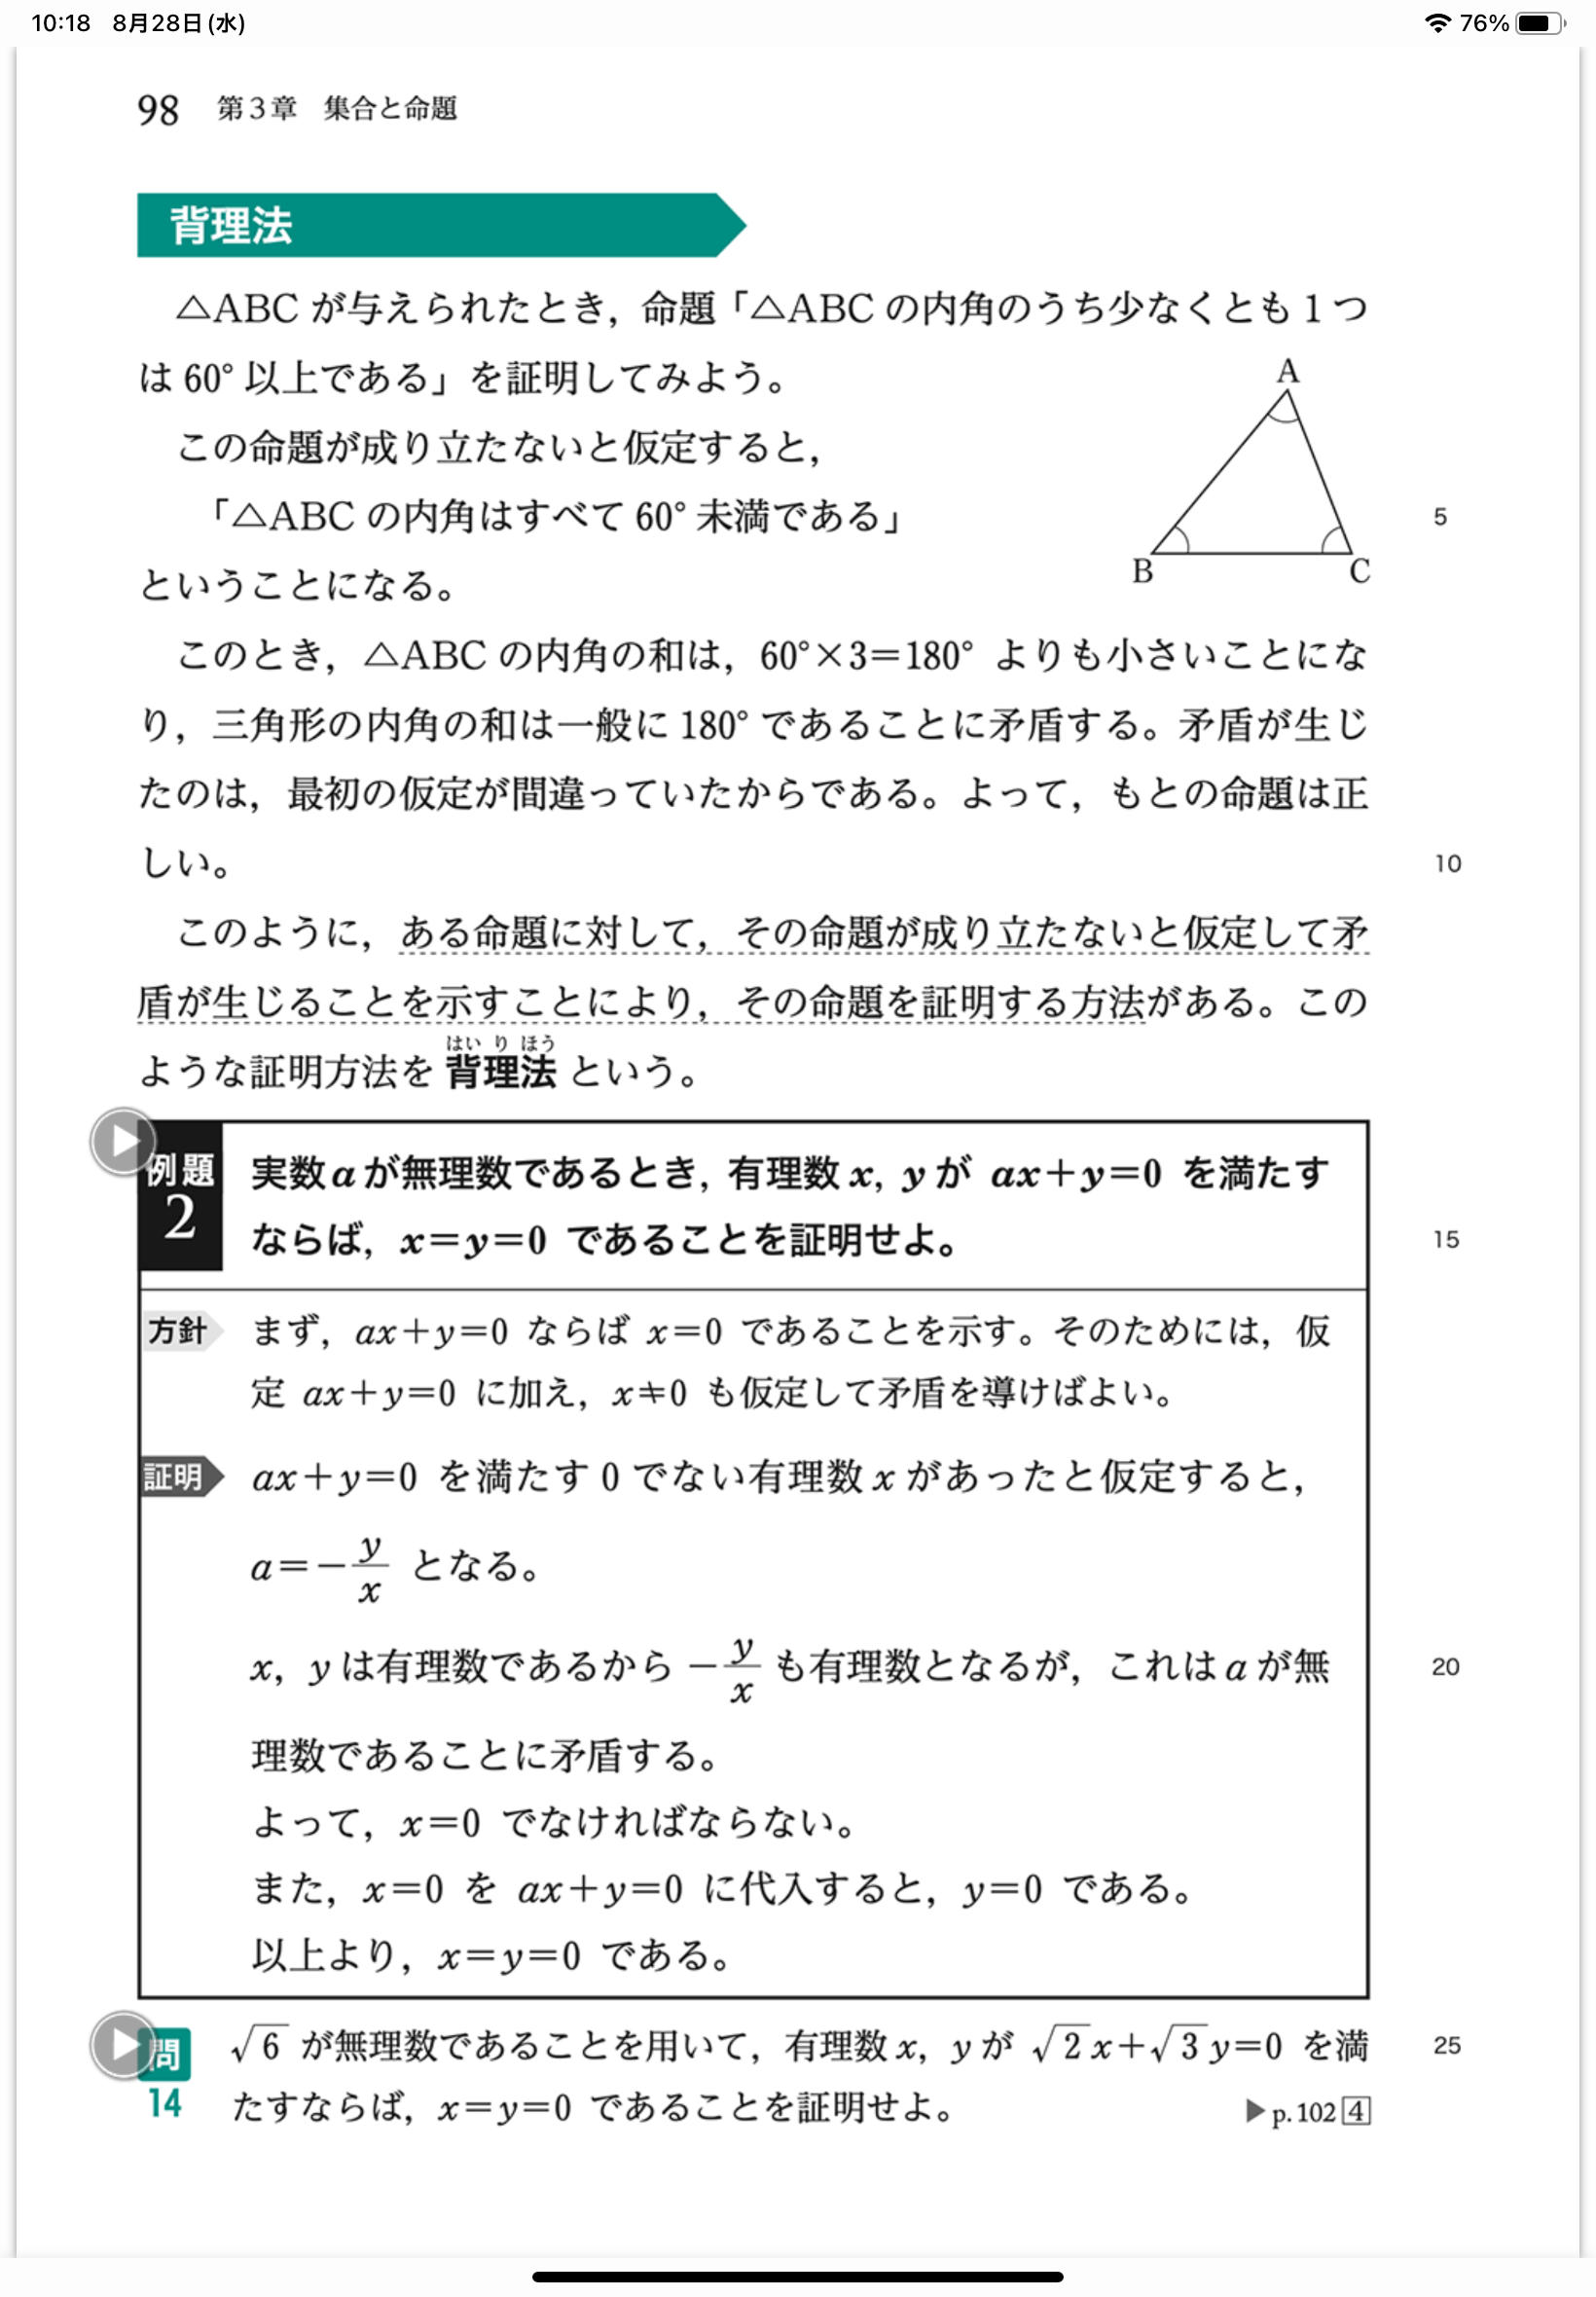 10:18 8月28日(水) 76%
98 第3章 集合と命題
背理法
△ABC が与えられたとき，命題「△ABC の内角のうち少なくとも1つ
は 60° 以上である」を証明してみよう。
A
この命題が成り立たないと仮定すると，
「△ABC の内角はすべて 60° 未満である」
5
B C
ということになる。
このとき，△ABC の内角の和は，60°×3=180° よりも小さいことにな
り，三角形の内角の和は一般に 180° であることに矛盾する。矛盾が生じ
たのは，最初の仮定が間違っていたからである。よって，もとの命題は正
しい。
10
このように，ある命題に対して，その命題が成り立たないと仮定して矛
盾が生じることを示すことにより，その命題を証明する方法がある。この
はい り ほう
ような証明方法を 背理法 という。
例題 2
実数 a が無理数であるとき，有理数 x, y が ax+y=0 を満たす
ならば，x=y=0 であることを証明せよ。
15
方針 まず，ax+y=0 ならば x=0 であることを示す。そのためには，仮
定 ax+y=0 に加え，x≠0 も仮定して矛盾を導けばよい。
証明 ax+y=0 を満たす 0 でない有理数 x があったと仮定すると，
a=−y/x となる。
x, y は有理数であるから −y/x も有理数となるが，これは a が無
20
理数であることに矛盾する。
よって，x=0 でなければならない。
また，x=0 を ax+y=0 に代入すると，y=0 である。
以上より，x=y=0 である。
問 14
√6 が無理数であることを用いて，有理数 x, y が √2x+√3y=0 を満
25
たすならば，x=y=0 であることを証明せよ。
▶p.102 4